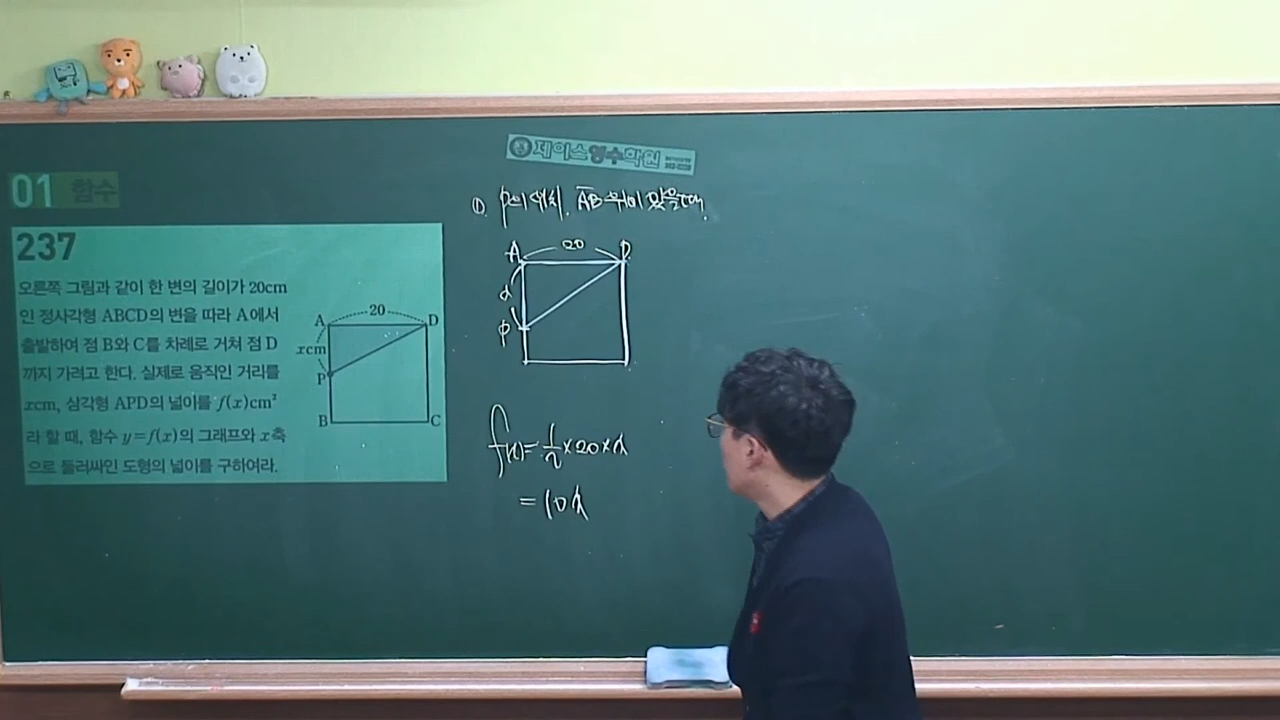 제이스영수학원
01 함수
237
오른쪽 그림과 같이 한 변의 길이가 20cm
인 정사각형 ABCD의 변을 따라 A에서
출발하여 점 B와 C를 차례로 거쳐 점 D
까지 가려고 한다. 실제로 움직인 거리를
xcm, 삼각형 APD의 넓이를 f(x)cm²
라 할 때, 함수 y=f(x)의 그래프와 x축
으로 둘러싸인 도형의 넓이를 구하여라.
A 20 D
xcm
P
B C
①. P의 위치. AB 위에 있을 때.
A 20 D
x
P
f(x)=1/2×20×x
=10x